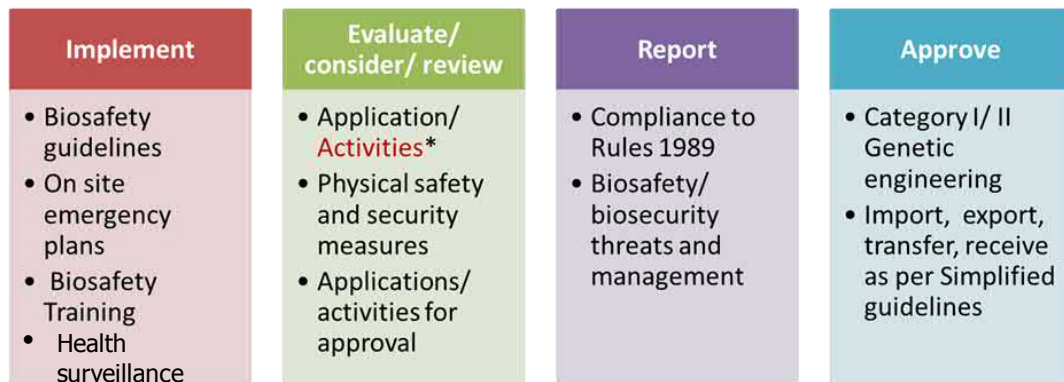 Implement
• Biosafety
guidelines
• On site
emergency
plans
• Biosafety
Training
• Health
surveillance
Evaluate/
consider/ review
• Application/
Activities*
• Physical safety
and security
measures
• Applications/
activities for
approval
Report
• Compliance to
Rules 1989
• Biosafety/
biosecurity
threats and
management
Approve
• Category I/ II
Genetic
engineering
• Import, export,
transfer, receive
as per Simplified
guidelines